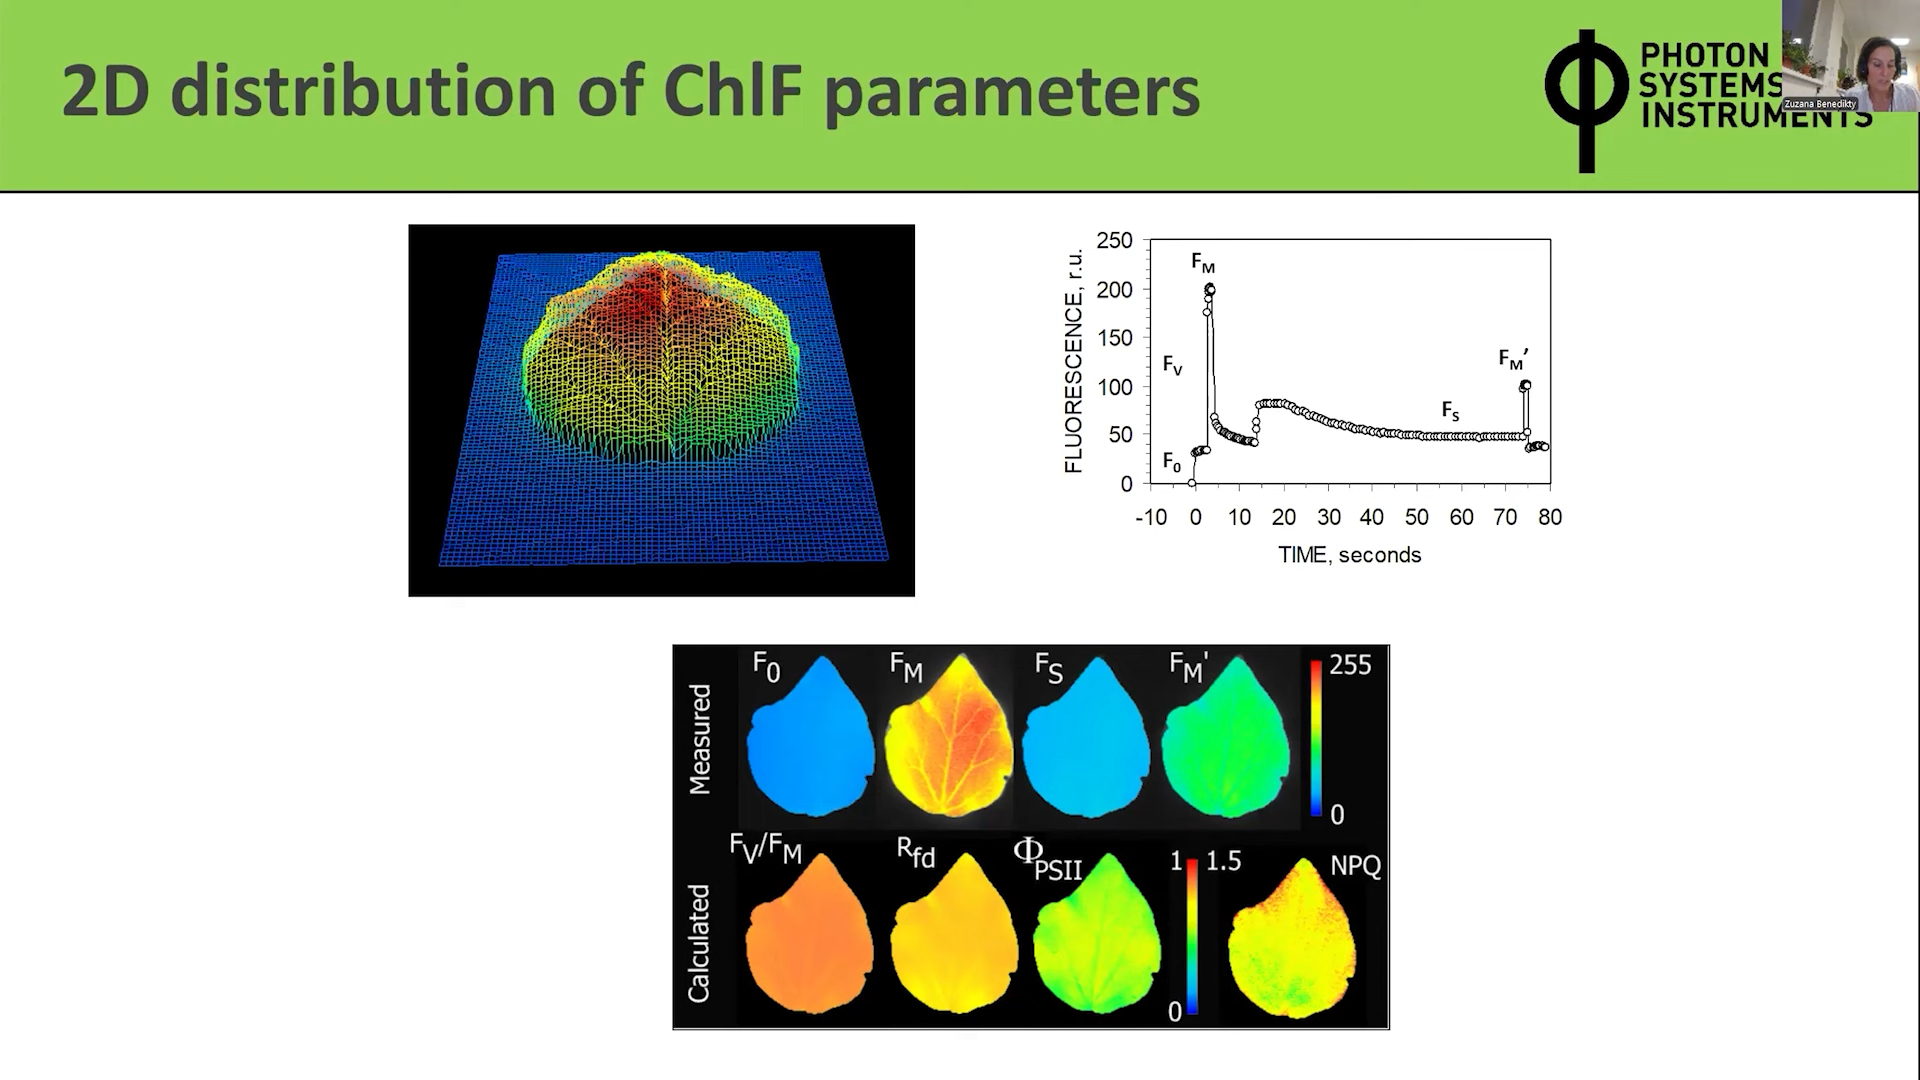 2D distribution of ChlF parameters
PHOTON
SYSTEMS
INSTRUMENTS
Zuzana Benedikty
FLUORESCENCE, r.u.
250
200
150
100
50
0
FM
FV
F0
FS
FM’
-10 0 10 20 30 40 50 60 70 80
TIME, seconds
Measured
F0 FM FS FM'
255
0
Calculated
FV/FM Rfd ΦPSII
1 1.5
0
NPQ